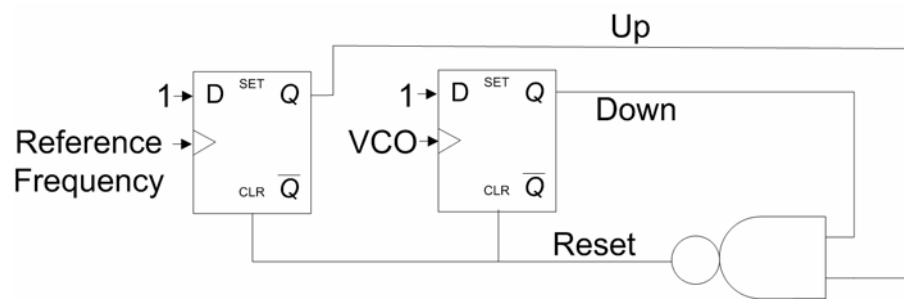 Up
1 D SET Q
Reference
Frequency
CLR Q
1 D SET Q
VCO
CLR Q
Down
Reset